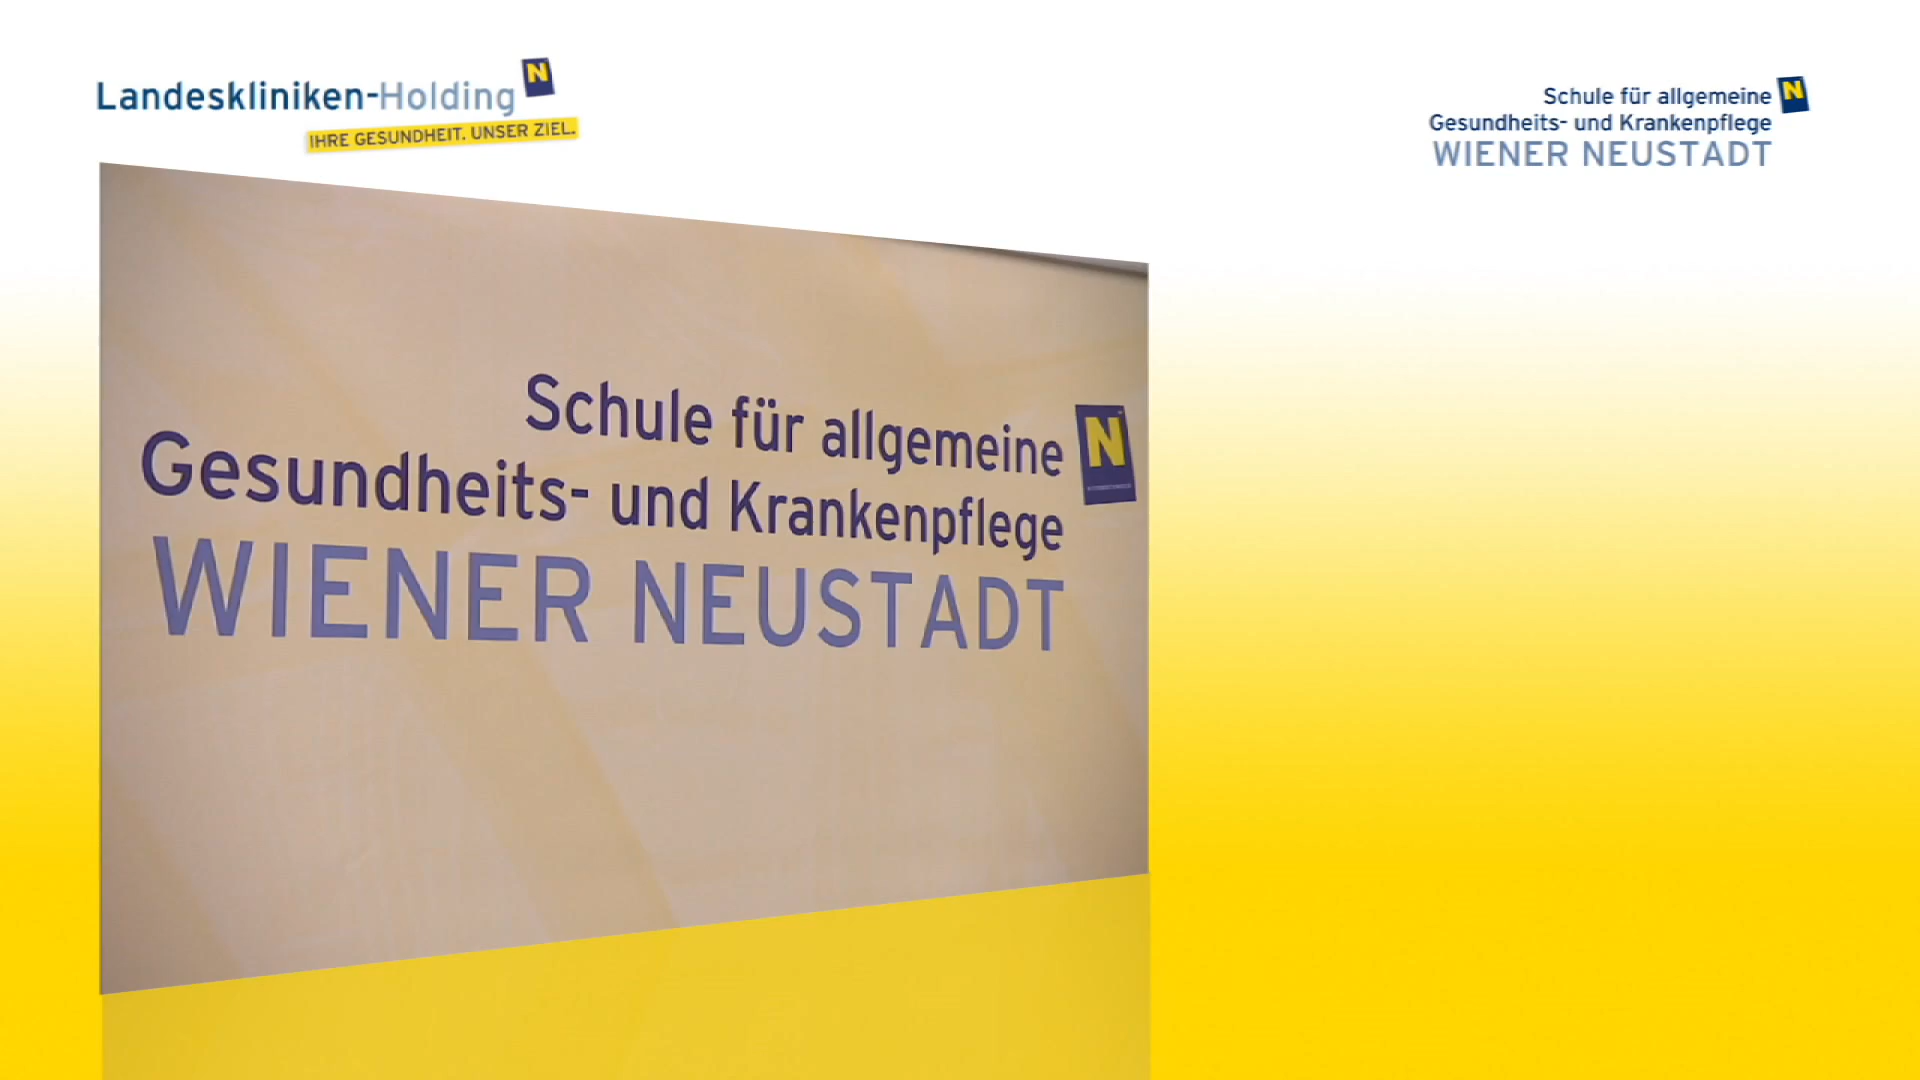 Landeskliniken-Holding
N
IHRE GESUNDHEIT. UNSER ZIEL.
Schule für allgemeine
N
Gesundheits- und Krankenpflege
WIENER NEUSTADT
Schule für allgemeine
N
Gesundheits- und Krankenpflege
WIENER NEUSTADT